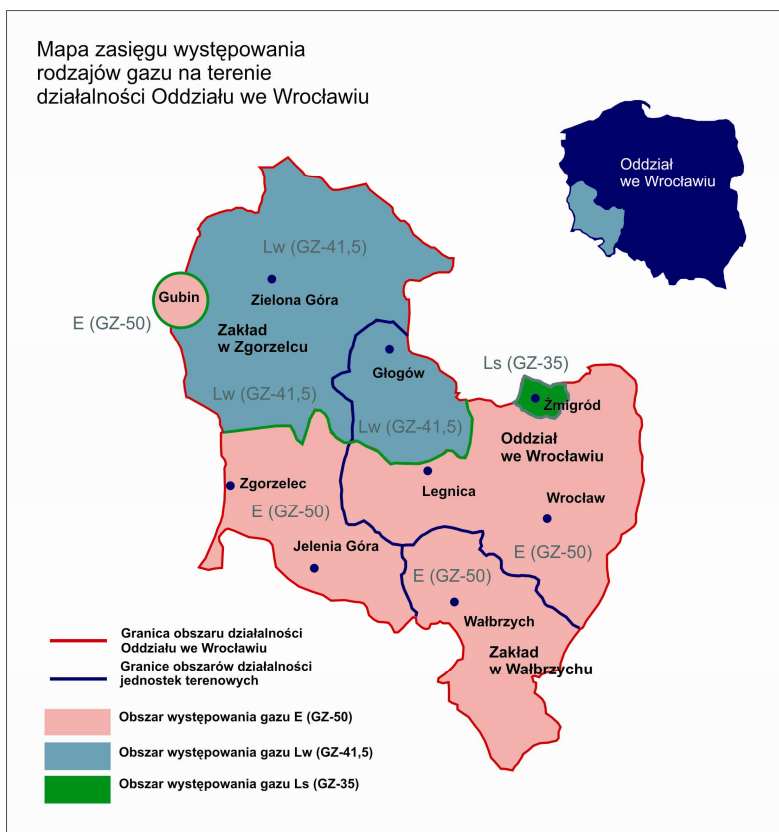 Mapa zasięgu występowania
rodzajów gazu na terenie
działalności Oddziału we Wrocławiu
Oddział
we Wrocławiu
Lw (GZ-41,5)
Zielona Góra
Gubin
E (GZ-50)
Zakład
w Zgorzelcu
Głogów
Ls (GZ-35)
Żmigród
Lw (GZ-41,5)
Lw (GZ-41,5)
Oddział
we Wrocławiu
Zgorzelec
Legnica
Wrocław
E (GZ-50)
Jelenia Góra
E (GZ-50)
E (GZ-50)
Wałbrzych
Zakład
w Wałbrzychu
Granica obszaru działalności
Oddziału we Wrocławiu
Granice obszarów działalności
jednostek terenowych
Obszar występowania gazu E (GZ-50)
Obszar występowania gazu Lw (GZ-41,5)
Obszar występowania gazu Ls (GZ-35)